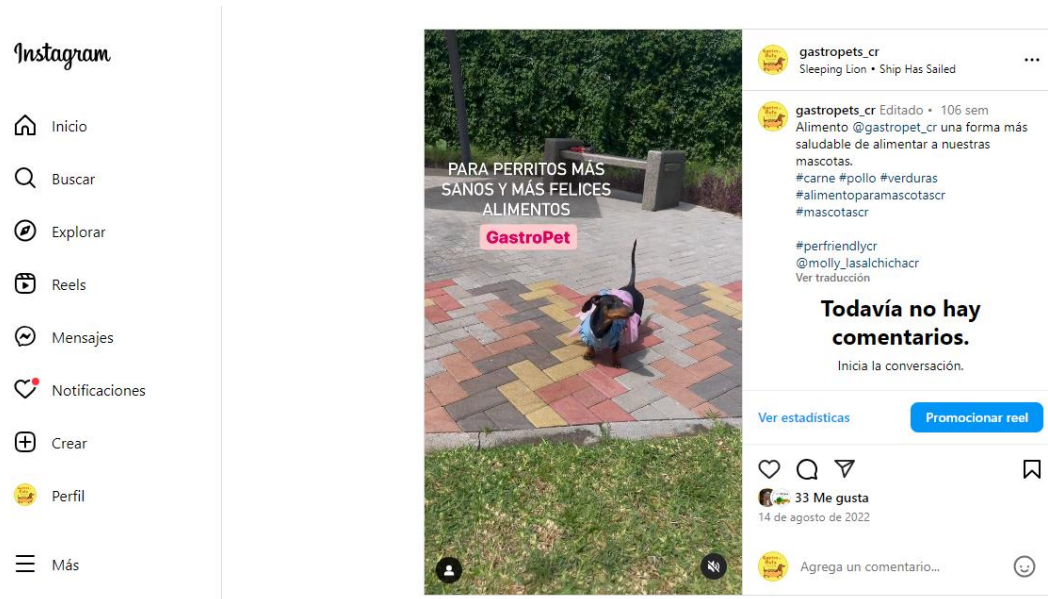 Instagram
Inicio
Buscar
Explorar
Reels
Mensajes
Notificaciones
Crear
Perfil
Más
PARA PERRITOS MÁS
SANOS Y MÁS FELICES
ALIMENTOS
GastroPet
gastropets_cr
Sleeping Lion • Ship Has Sailed
gastropets_cr Editado • 106 sem
Alimento @gastropet_cr una forma más
saludable de alimentar a nuestras
mascotas.
#carne #pollo #verduras
#alimentoparamascotascr
#mascotascr
#perfriendlycr
@molly_lasalchichacr
Ver traducción
Todavía no hay
comentarios.
Inicia la conversación.
Ver estadísticas
Promocionar reel
33 Me gusta
14 de agosto de 2022
Agrega un comentario...